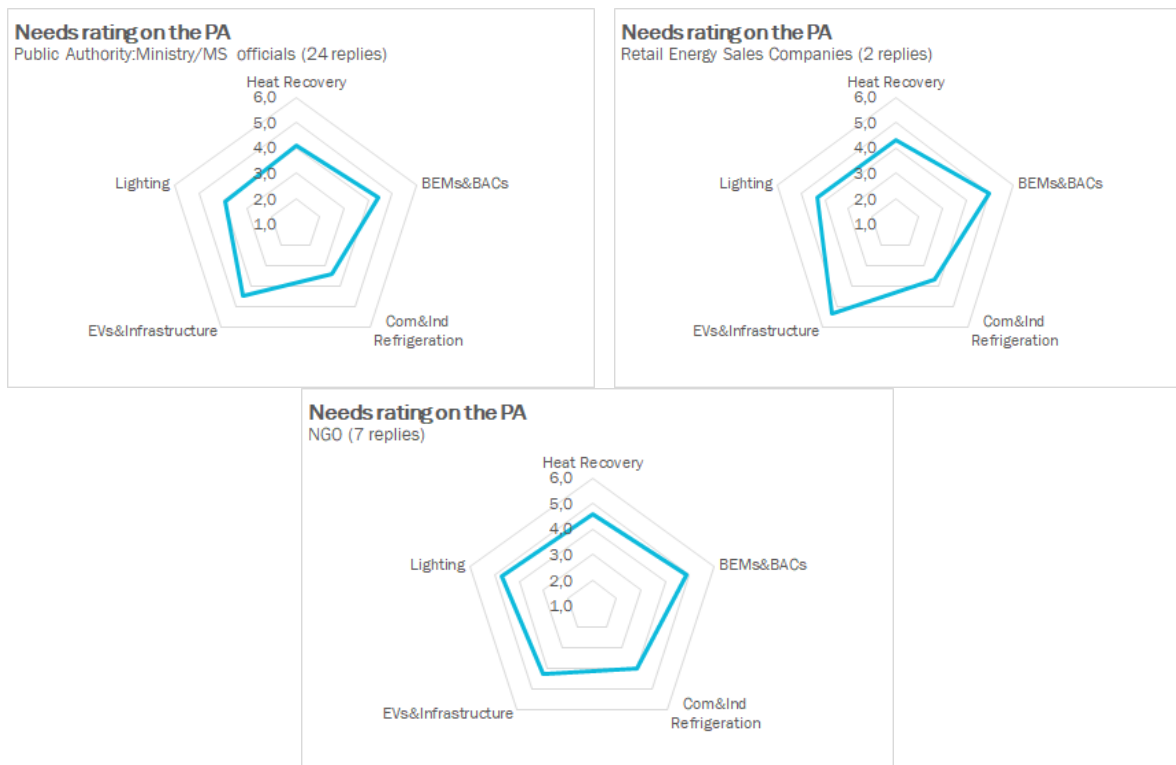 Needs rating on the PA
Public Authority:Ministry/MS officials (24 replies)
Heat Recovery
6,0
5,0
4,0
3,0
2,0
1,0
Lighting
BEMs&BACs
EVs&Infrastructure
Com&Ind
Refrigeration
Needs rating on the PA
Retail Energy Sales Companies (2 replies)
Heat Recovery
6,0
5,0
4,0
3,0
2,0
1,0
Lighting
BEMs&BACs
EVs&Infrastructure
Com&Ind
Refrigeration
Needs rating on the PA
NGO (7 replies)
Heat Recovery
6,0
5,0
4,0
3,0
2,0
1,0
Lighting
BEMs&BACs
EVs&Infrastructure
Com&Ind
Refrigeration